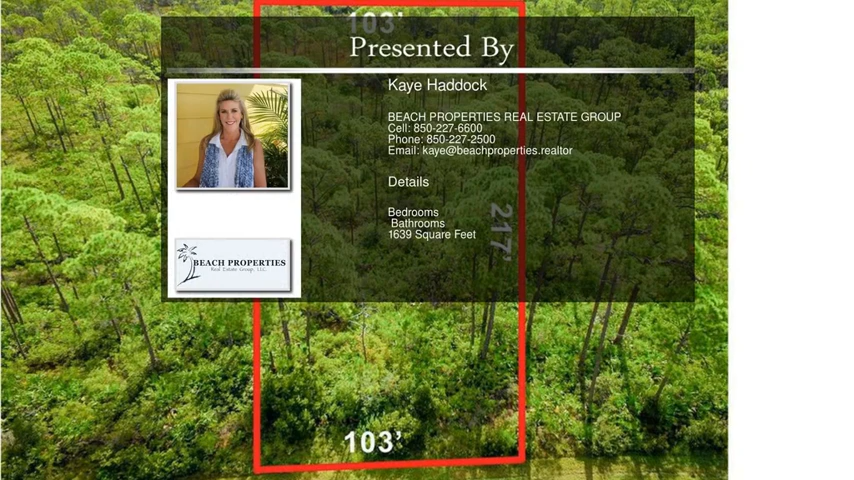 103’
Presented By
Kaye Haddock
BEACH PROPERTIES REAL ESTATE GROUP
Cell: 850-227-6600
Phone: 850-227-2500
Email: kaye@beachproperties.realtor
Details
Bedrooms
Bathrooms
1639 Square Feet
217’
BEACH PROPERTIES
Real Estate Group, LLC.
103’